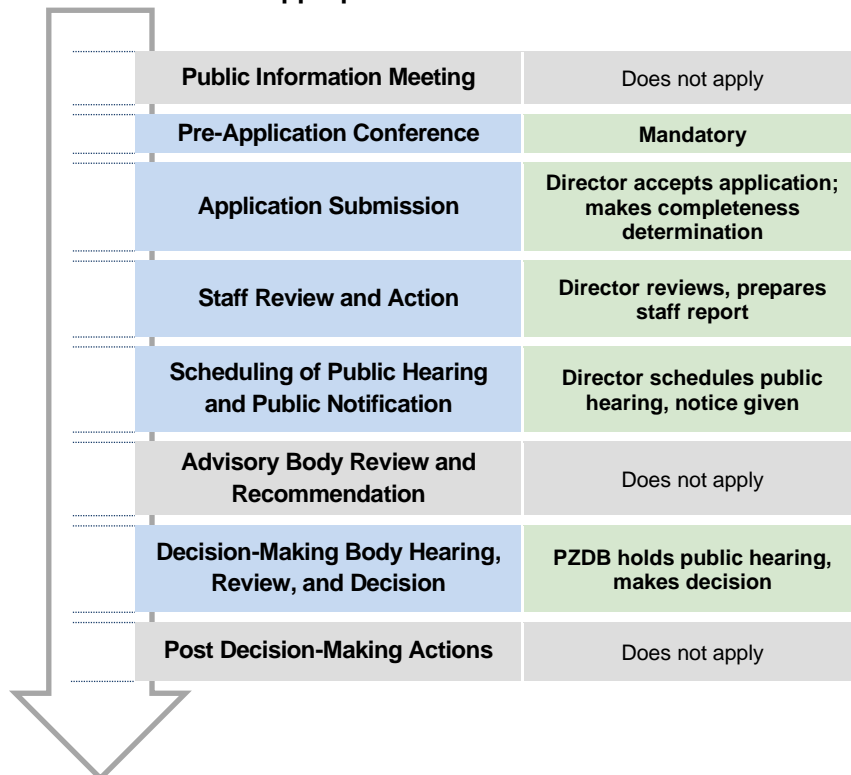 Public Information Meeting
Does not apply
Pre-Application Conference
Mandatory
Application Submission
Director accepts application;
makes completeness
determination
Staff Review and Action
Director reviews, prepares
staff report
Scheduling of Public Hearing
and Public Notification
Director schedules public
hearing, notice given
Advisory Body Review and
Recommendation
Does not apply
Decision-Making Body Hearing,
Review, and Decision
PZDB holds public hearing,
makes decision
Post Decision-Making Actions
Does not apply